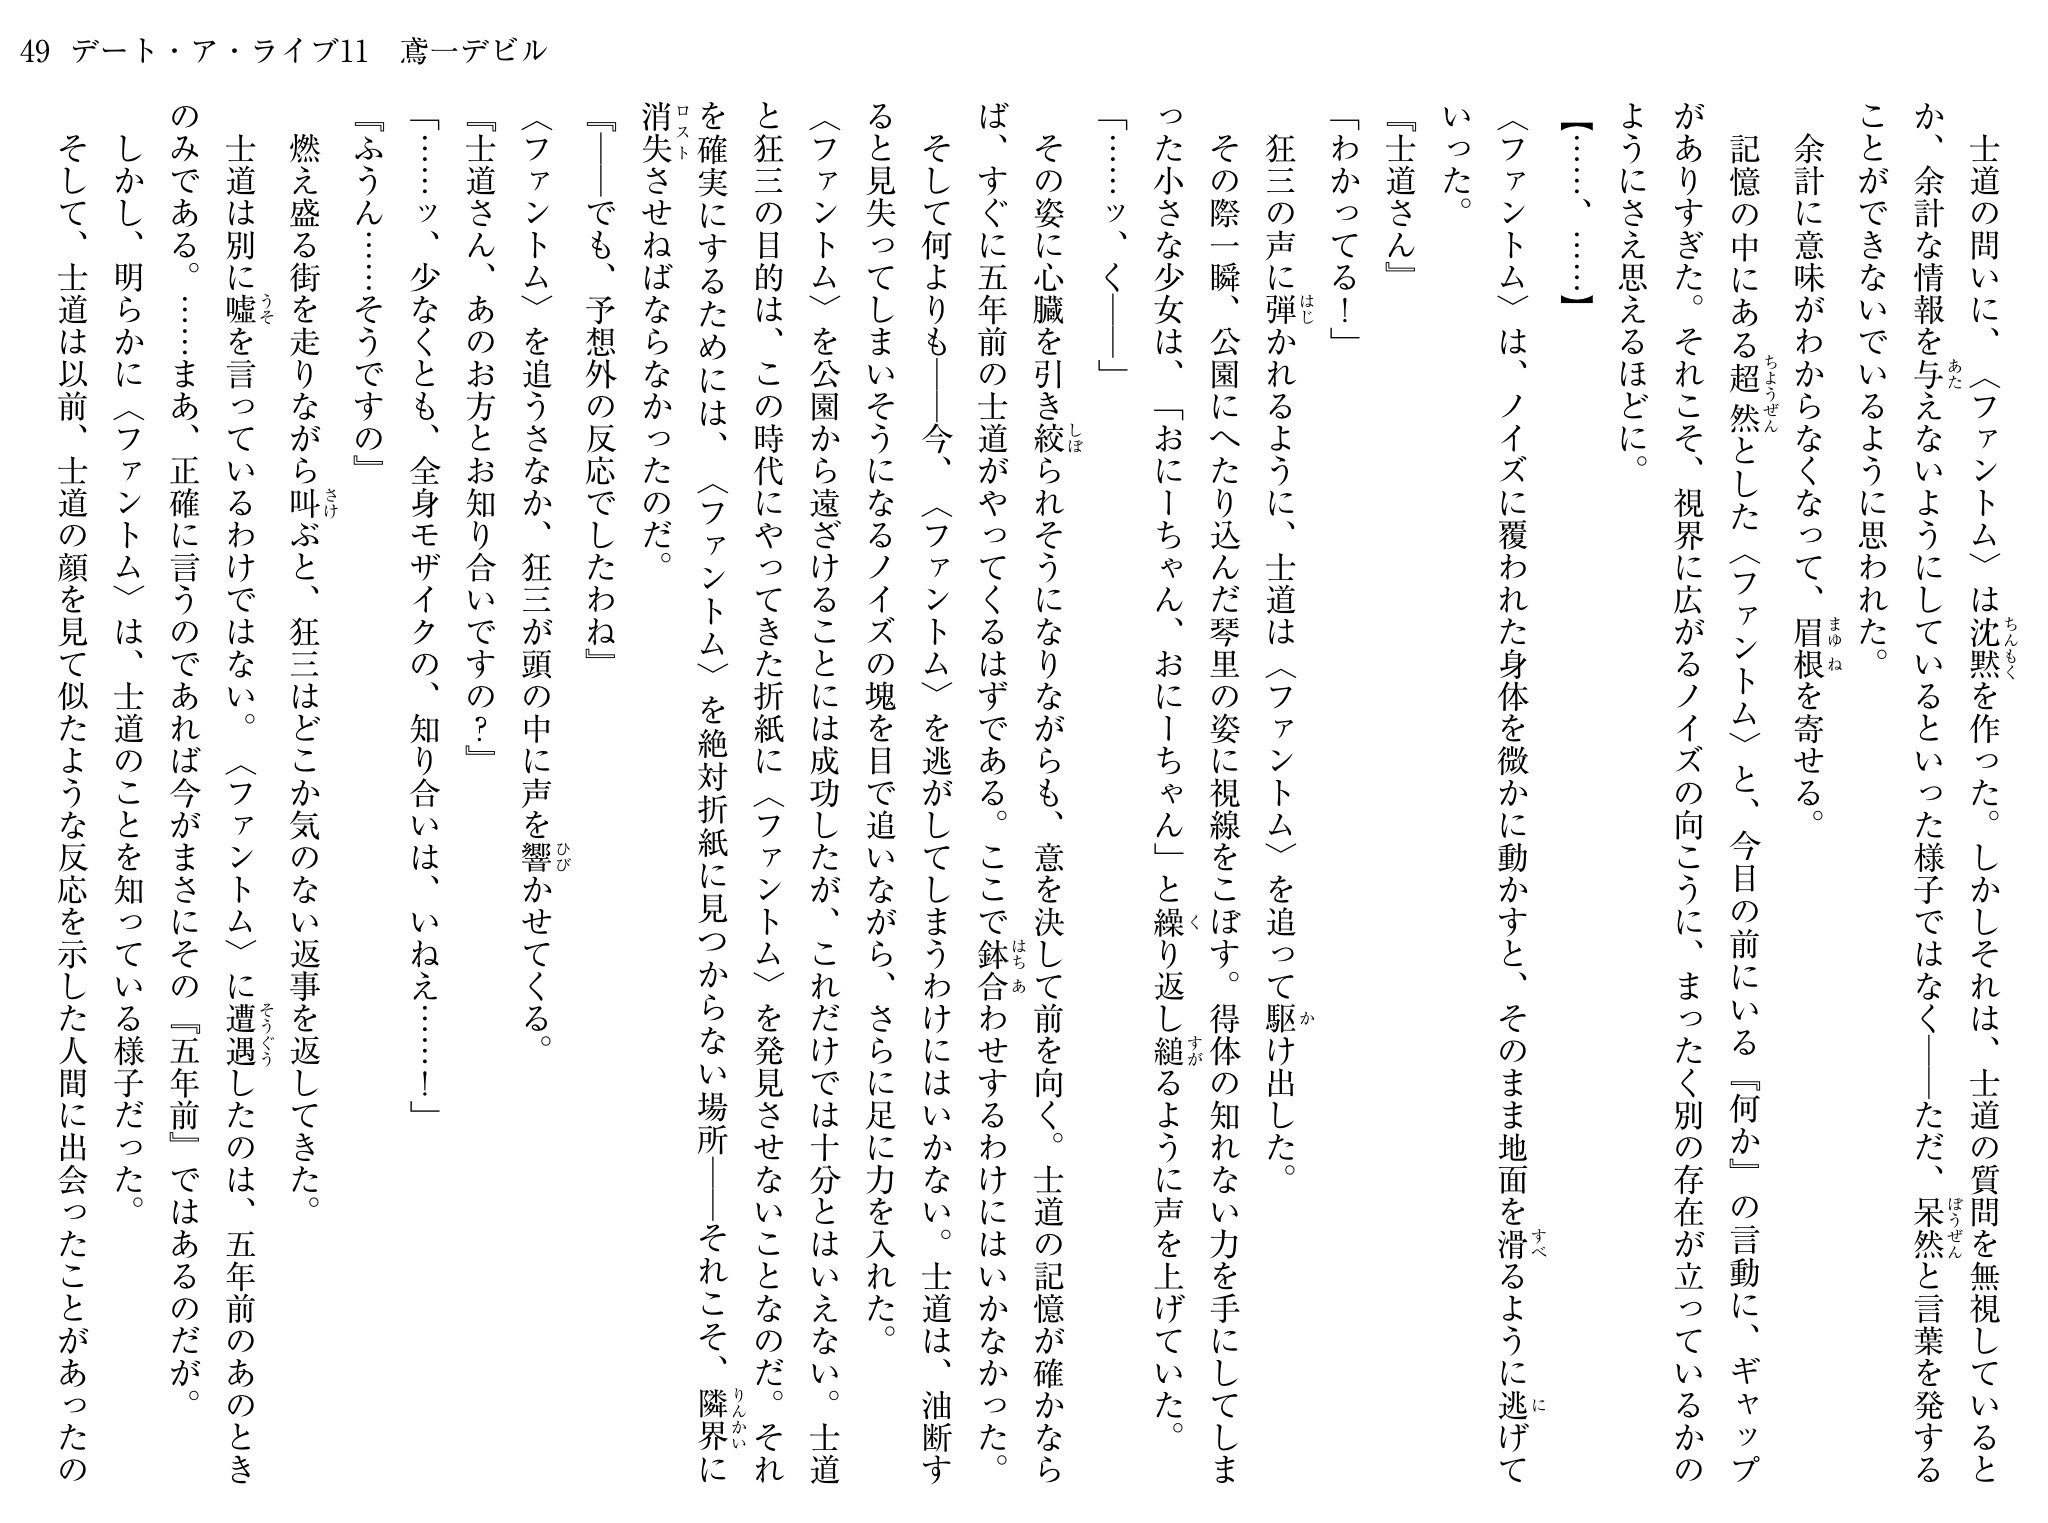 49 デート・ア・ライブ11　鳶一デビル
　士道の問いに、〈ファントム〉は沈黙を作った。しかしそれは、士道の質問を無視していると
か、余計な情報を与えないようにしているといった様子ではなく――ただ、呆然と言葉を発する
ことができないでいるように思われた。
　余計に意味がわからなくなって、眉根を寄せる。
　記憶の中にある超然とした〈ファントム〉と、今目の前にいる『何か』の言動に、ギャップ
がありすぎた。それこそ、視界に広がるノイズの向こうに、まったく別の存在が立っているかの
ようにさえ思えるほどに。
【……、……】
〈ファントム〉は、ノイズに覆われた身体を微かに動かすと、そのまま地面を滑るように逃げて
いった。
『士道さん』
「わかってる！」
　狂三の声に弾かれるように、士道は〈ファントム〉を追って駆け出した。
　その際一瞬、公園にへたり込んだ琴里の姿に視線をこぼす。得体の知れない力を手にしてしま
った小さな少女は、「おにーちゃん、おにーちゃん」と繰り返し縋るように声を上げていた。
「……ッ、く――」
　その姿に心臓を引き絞られそうになりながらも、意を決して前を向く。士道の記憶が確かなら
ば、すぐに五年前の士道がやってくるはずである。ここで鉢合わせするわけにはいかなかった。
　そして何よりも――今、〈ファントム〉を逃がしてしまうわけにはいかない。士道は、油断す
ると見失ってしまいそうになるノイズの塊を目で追いながら、さらに足に力を入れた。
〈ファントム〉を公園から遠ざけることには成功したが、これだけでは十分とはいえない。士道
と狂三の目的は、この時代にやってきた折紙に〈ファントム〉を発見させないことなのだ。それ
を確実にするためには、〈ファントム〉を絶対折紙に見つからない場所――それこそ、隣界に
消失させねばならなかったのだ。
『――でも、予想外の反応でしたわね』
〈ファントム〉を追うさなか、狂三が頭の中に声を響かせてくる。
『士道さん、あのお方とお知り合いですの？』
「……ッ、少なくとも、全身モザイクの、知り合いは、いねえ……！」
『ふうん……そうですの』
　燃え盛る街を走りながら叫ぶと、狂三はどこか気のない返事を返してきた。
　士道は別に嘘を言っているわけではない。〈ファントム〉に遭遇したのは、五年前のあのとき
のみである。……まあ、正確に言うのであれば今がまさにその『五年前』ではあるのだが。
　しかし、明らかに〈ファントム〉は、士道のことを知っている様子だった。
　そして、士道は以前、士道の顔を見て似たような反応を示した人間に出会ったことがあったの